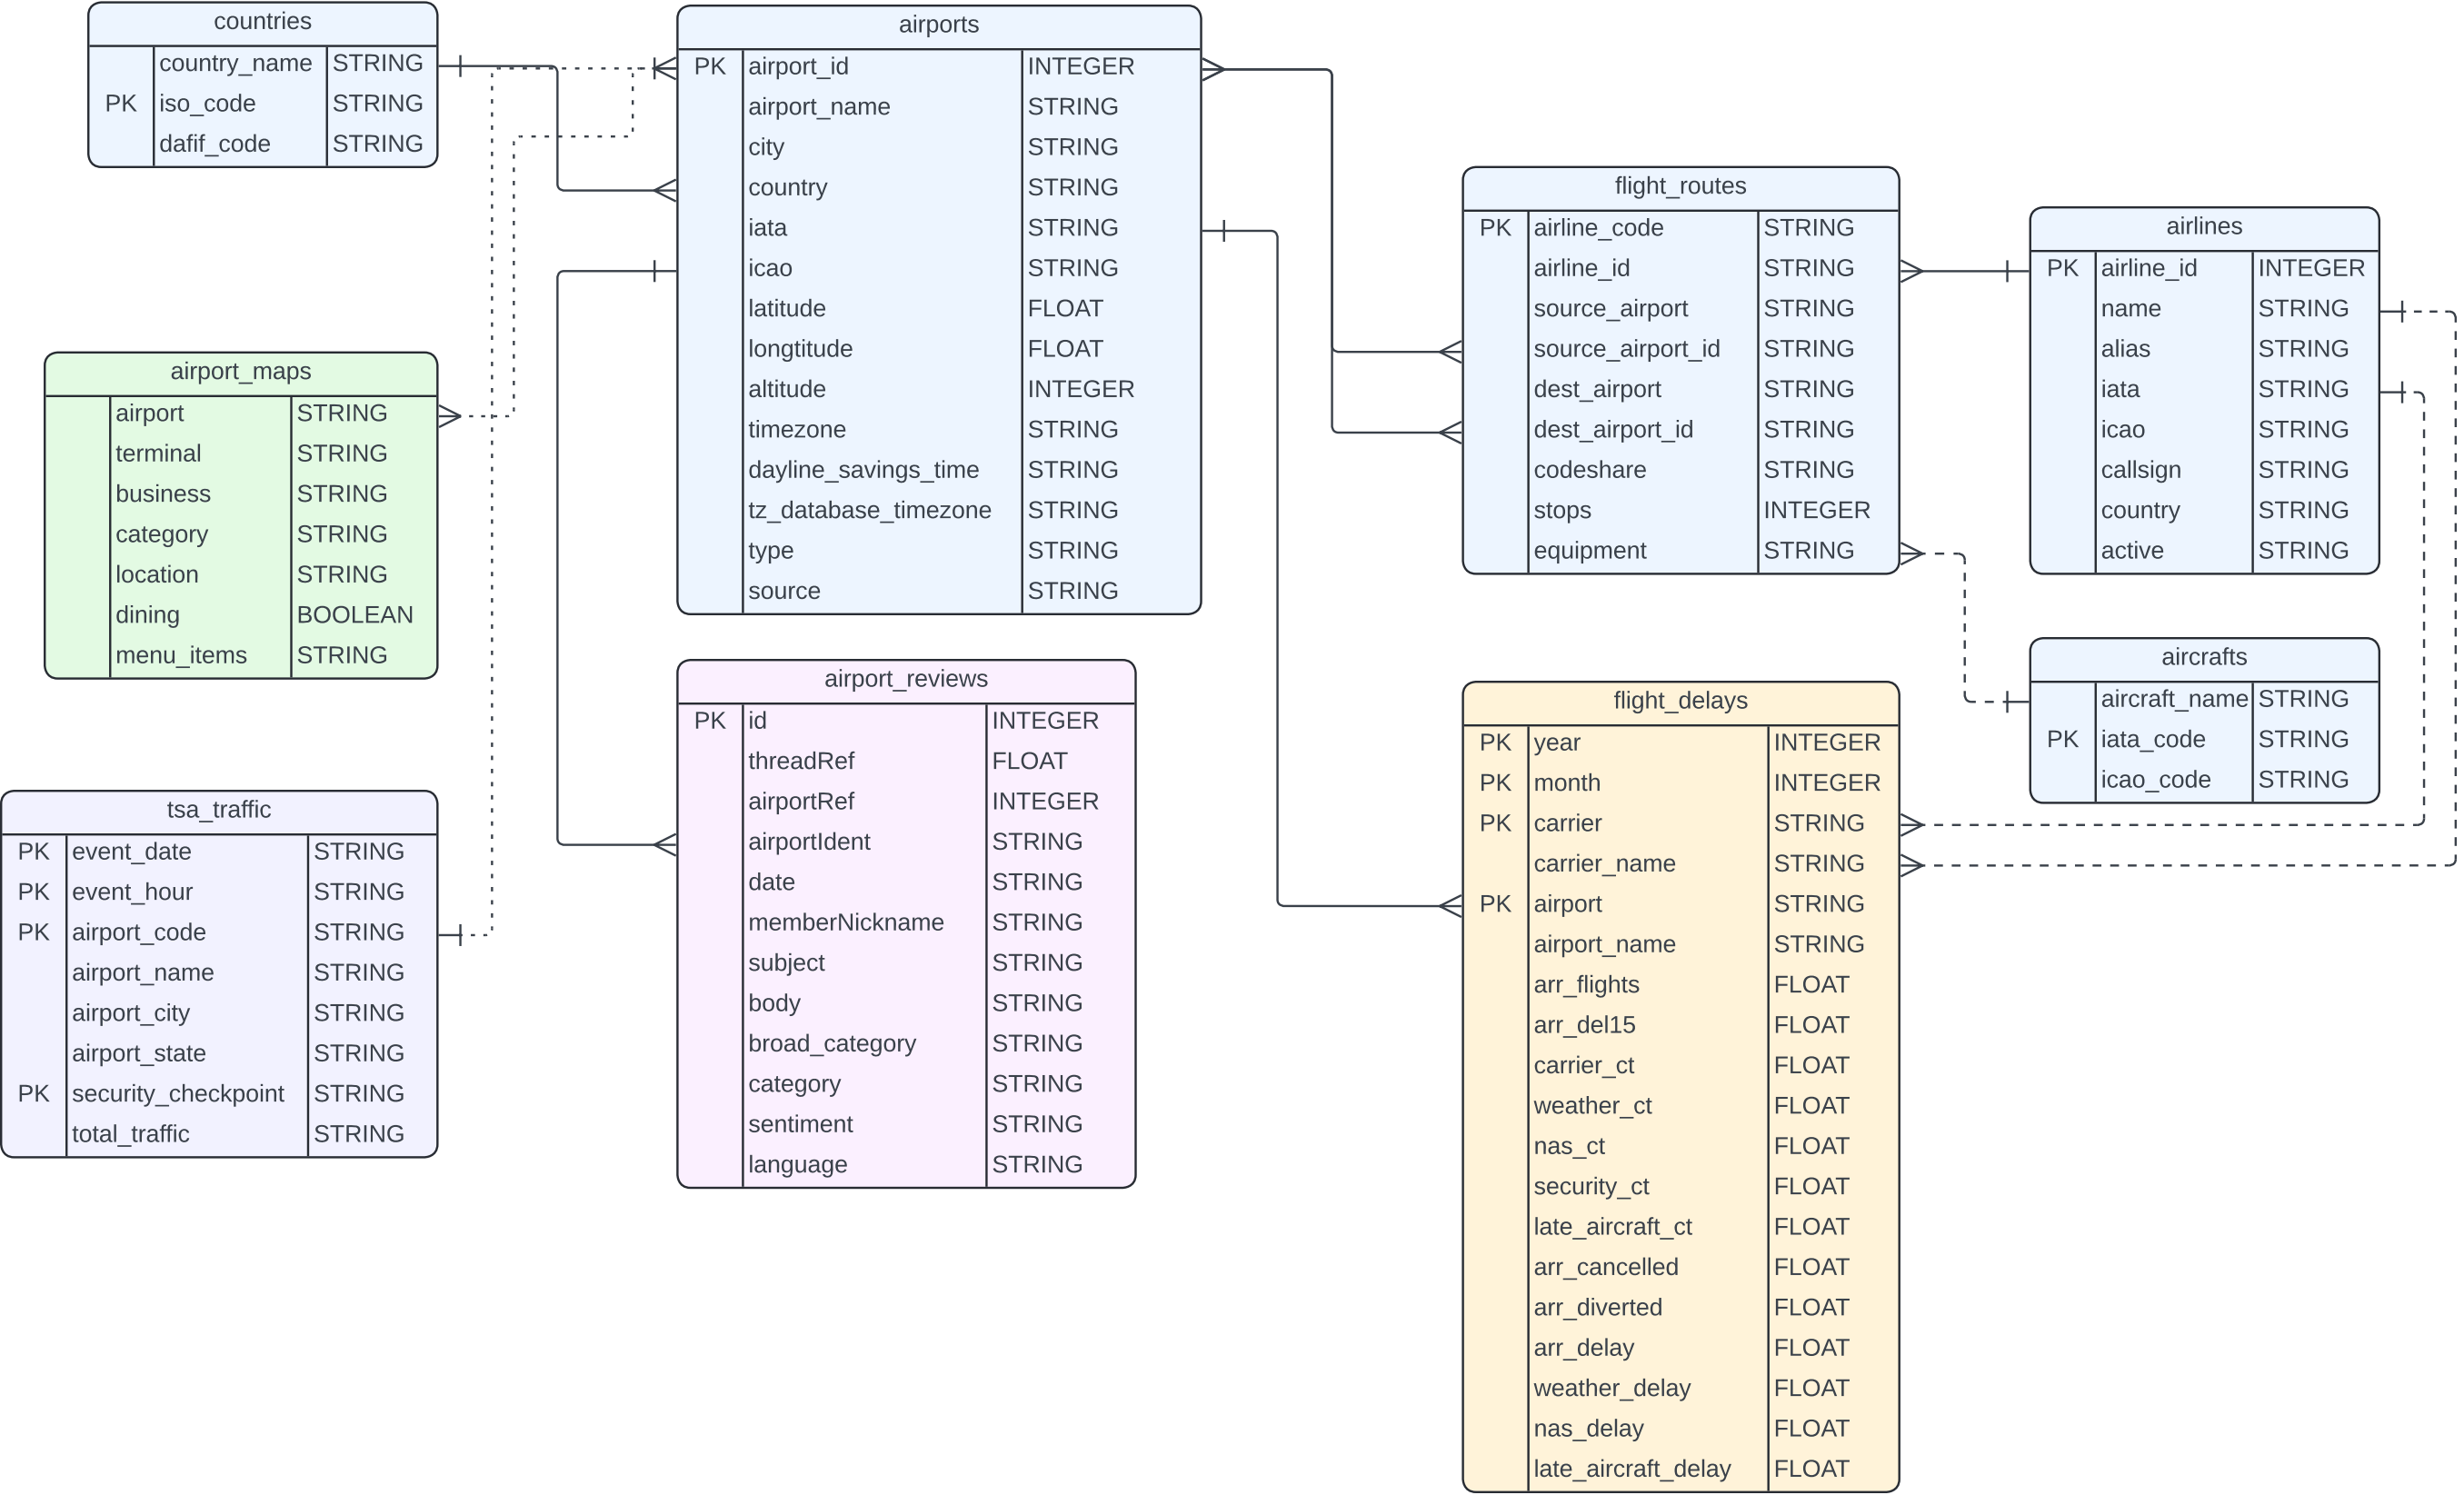 countries
country_name STRING
PK iso_code STRING
dafif_code STRING
airport_maps
airport STRING
terminal STRING
business STRING
category STRING
location STRING
dining BOOLEAN
menu_items STRING
tsa_traffic
PK event_date STRING
PK event_hour STRING
PK airport_code STRING
airport_name STRING
airport_city STRING
airport_state STRING
PK security_checkpoint STRING
total_traffic STRING
airports
PK airport_id INTEGER
airport_name STRING
city STRING
country STRING
iata STRING
icao STRING
latitude FLOAT
longtitude FLOAT
altitude INTEGER
timezone STRING
dayline_savings_time STRING
tz_database_timezone STRING
type STRING
source STRING
airport_reviews
PK id INTEGER
threadRef FLOAT
airportRef INTEGER
airportIdent STRING
date STRING
memberNickname STRING
subject STRING
body STRING
broad_category STRING
category STRING
sentiment STRING
language STRING
flight_routes
PK airline_code STRING
airline_id STRING
source_airport STRING
source_airport_id STRING
dest_airport STRING
dest_airport_id STRING
codeshare STRING
stops INTEGER
equipment STRING
flight_delays
PK year INTEGER
PK month INTEGER
PK carrier STRING
carrier_name STRING
PK airport STRING
airport_name STRING
arr_flights FLOAT
arr_del15 FLOAT
carrier_ct FLOAT
weather_ct FLOAT
nas_ct FLOAT
security_ct FLOAT
late_aircraft_ct FLOAT
arr_cancelled FLOAT
arr_diverted FLOAT
arr_delay FLOAT
weather_delay FLOAT
nas_delay FLOAT
late_aircraft_delay FLOAT
airlines
PK airline_id INTEGER
name STRING
alias STRING
iata STRING
icao STRING
callsign STRING
country STRING
active STRING
aircrafts
aircraft_name STRING
PK iata_code STRING
icao_code STRING